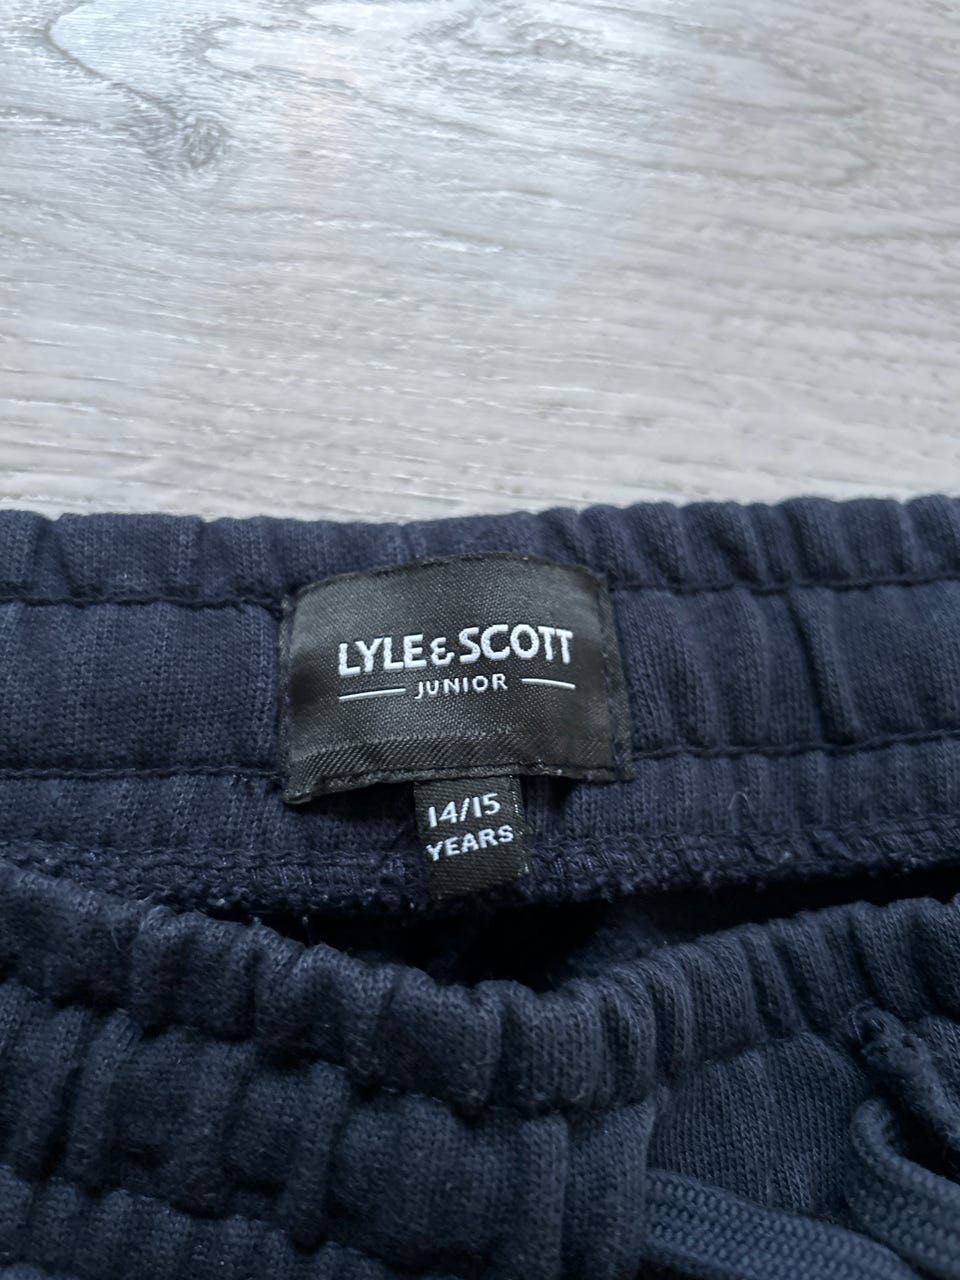 LYLE & SCOTT
JUNIOR
14/15
YEARS